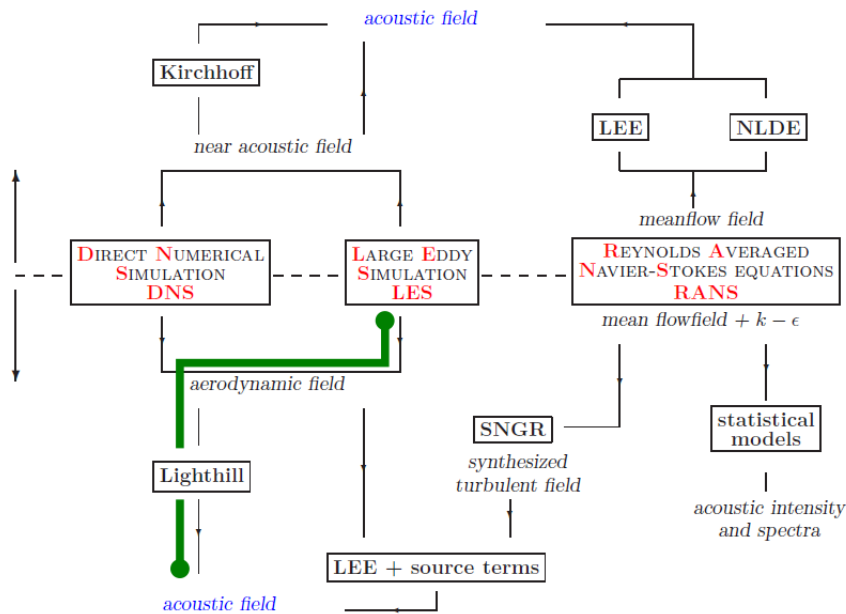 acoustic field
Kirchhoff
LEE
NLDE
near acoustic field
meanflow field
DIRECT NUMERICAL
SIMULATION
DNS
LARGE EDDY
SIMULATION
LES
REYNOLDS AVERAGED
NAVIER-STOKES EQUATIONS
RANS
mean flowfield + k − ϵ
aerodynamic field
SNGR
statistical
models
Lighthill
synthesized
turbulent field
acoustic intensity
and spectra
LEE + source terms
acoustic field